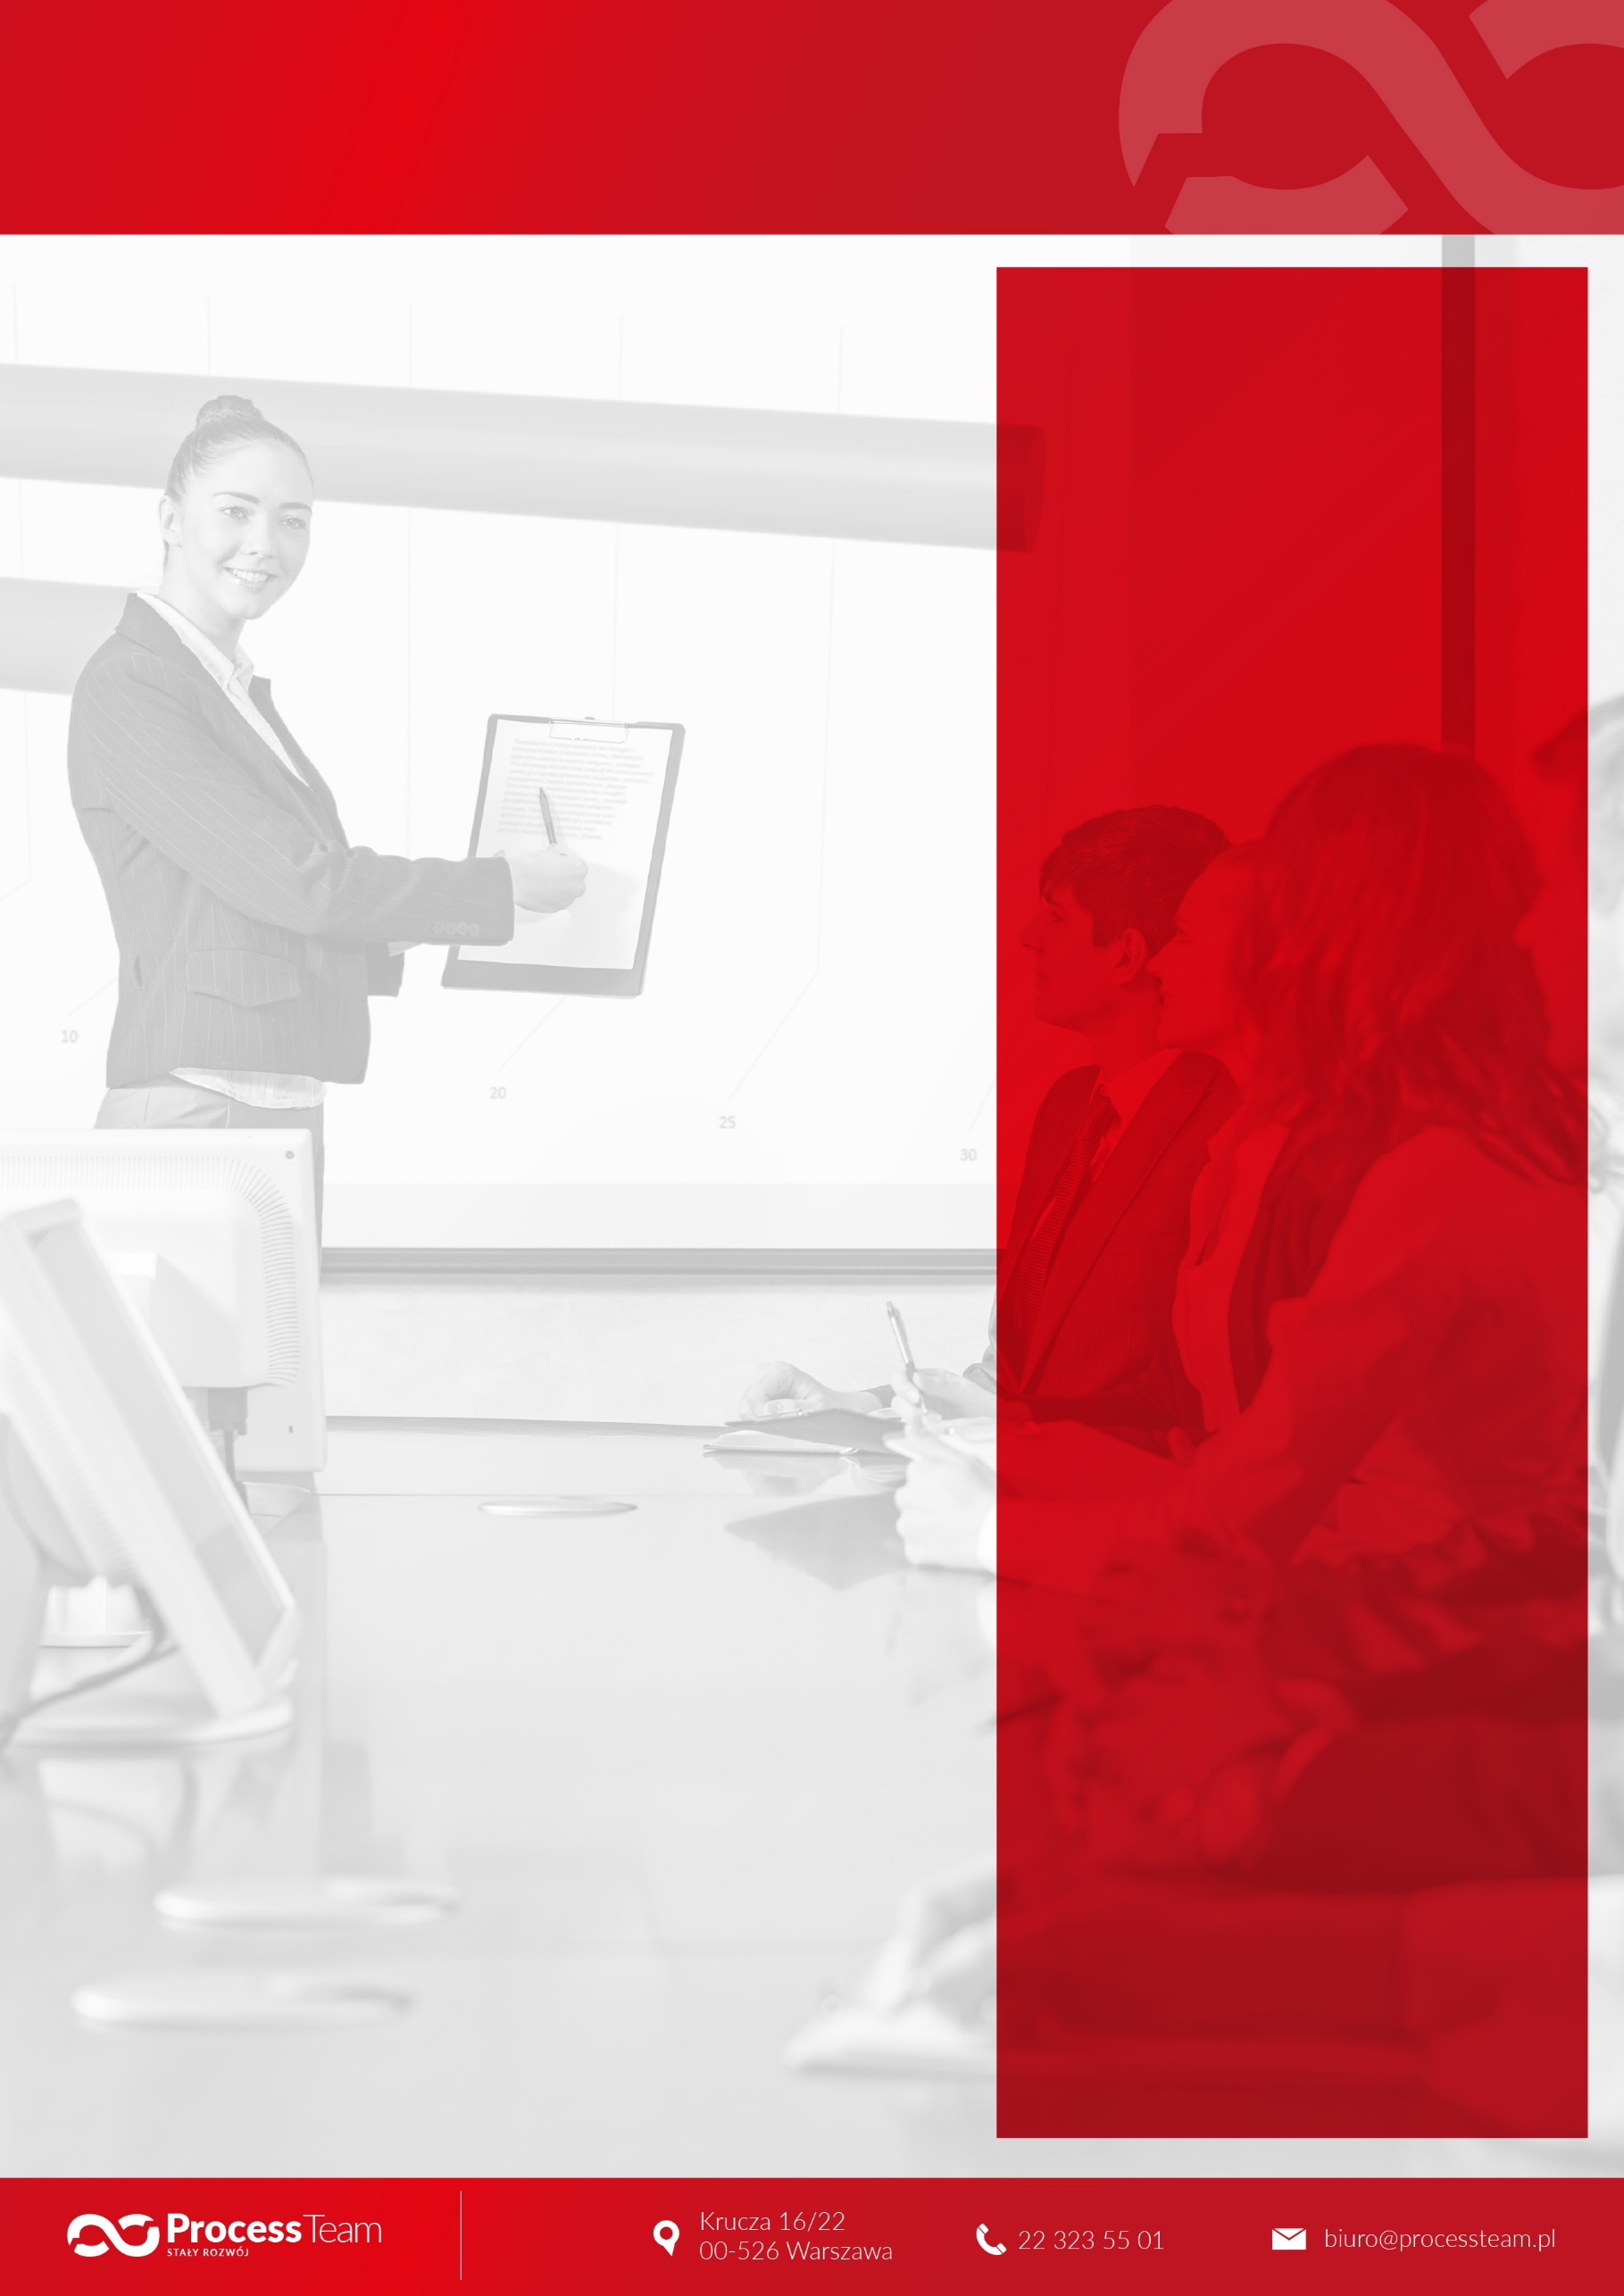 10
20
25
30
ProcessTeam
STAŁY ROZWÓJ
Krucza 16/22
00-526 Warszawa
22 323 55 01
biuro@processteam.pl